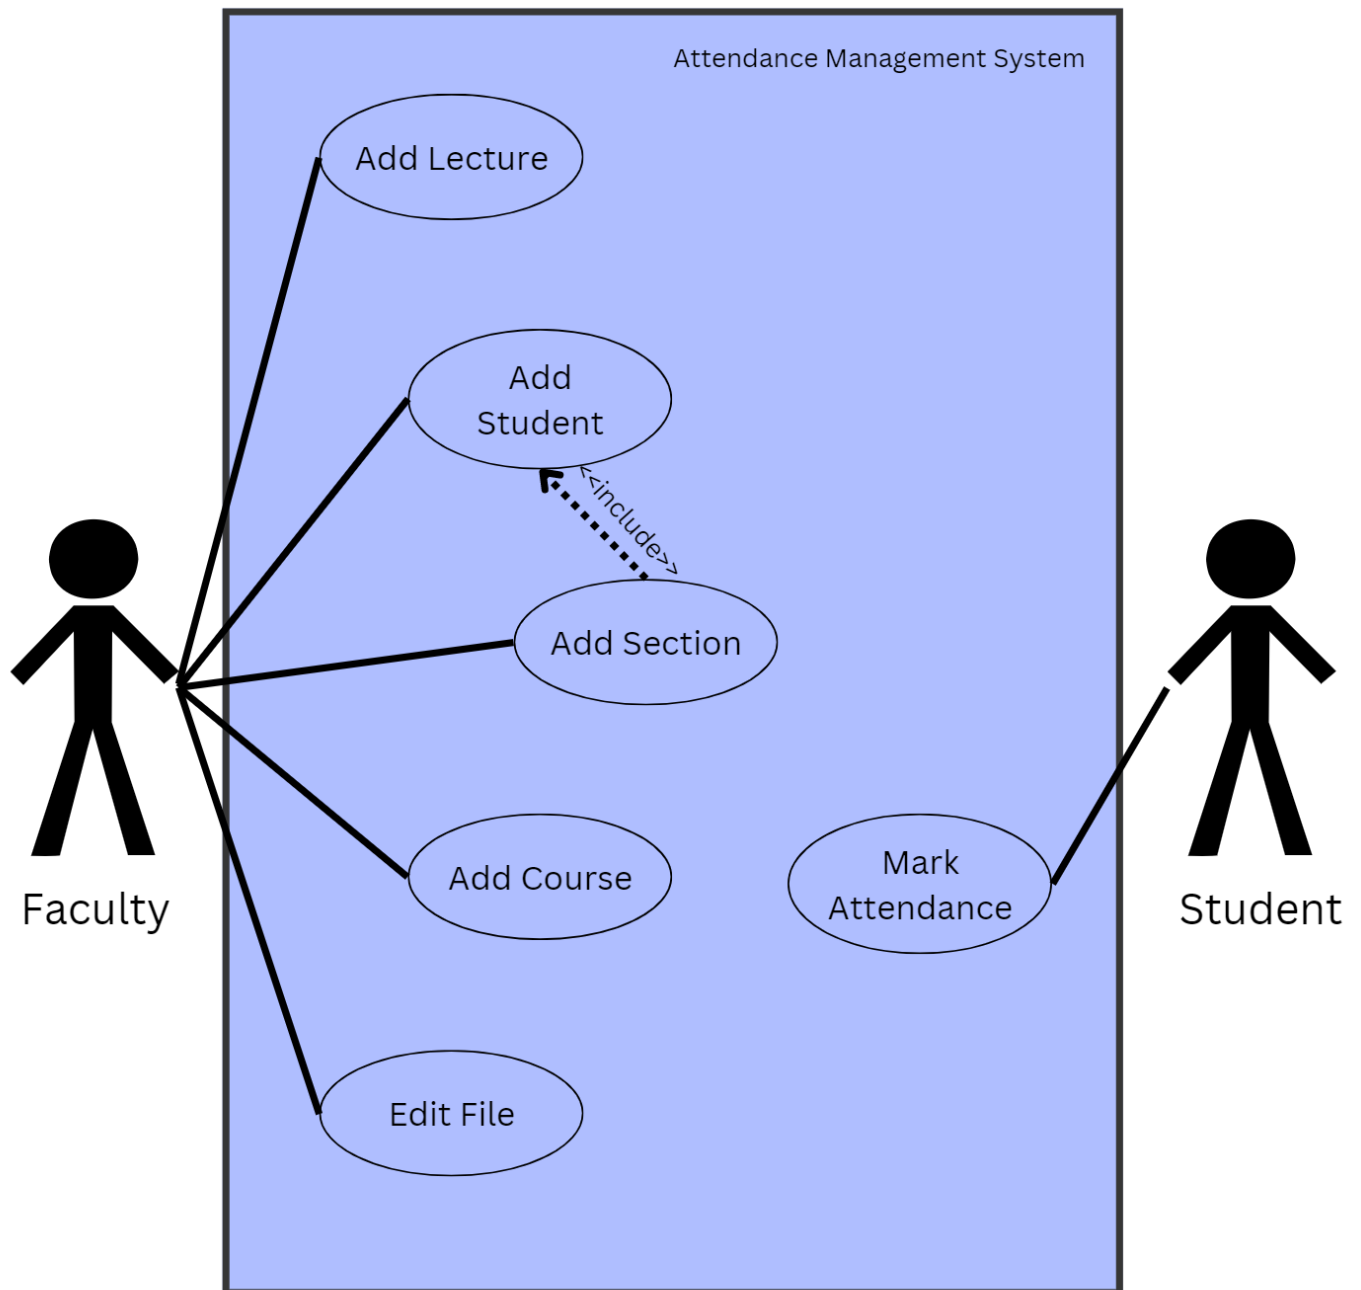 Attendance Management System
Add Lecture
Add
Student
<<include>>
Add Section
Add Course
Mark
Attendance
Faculty
Student
Edit File